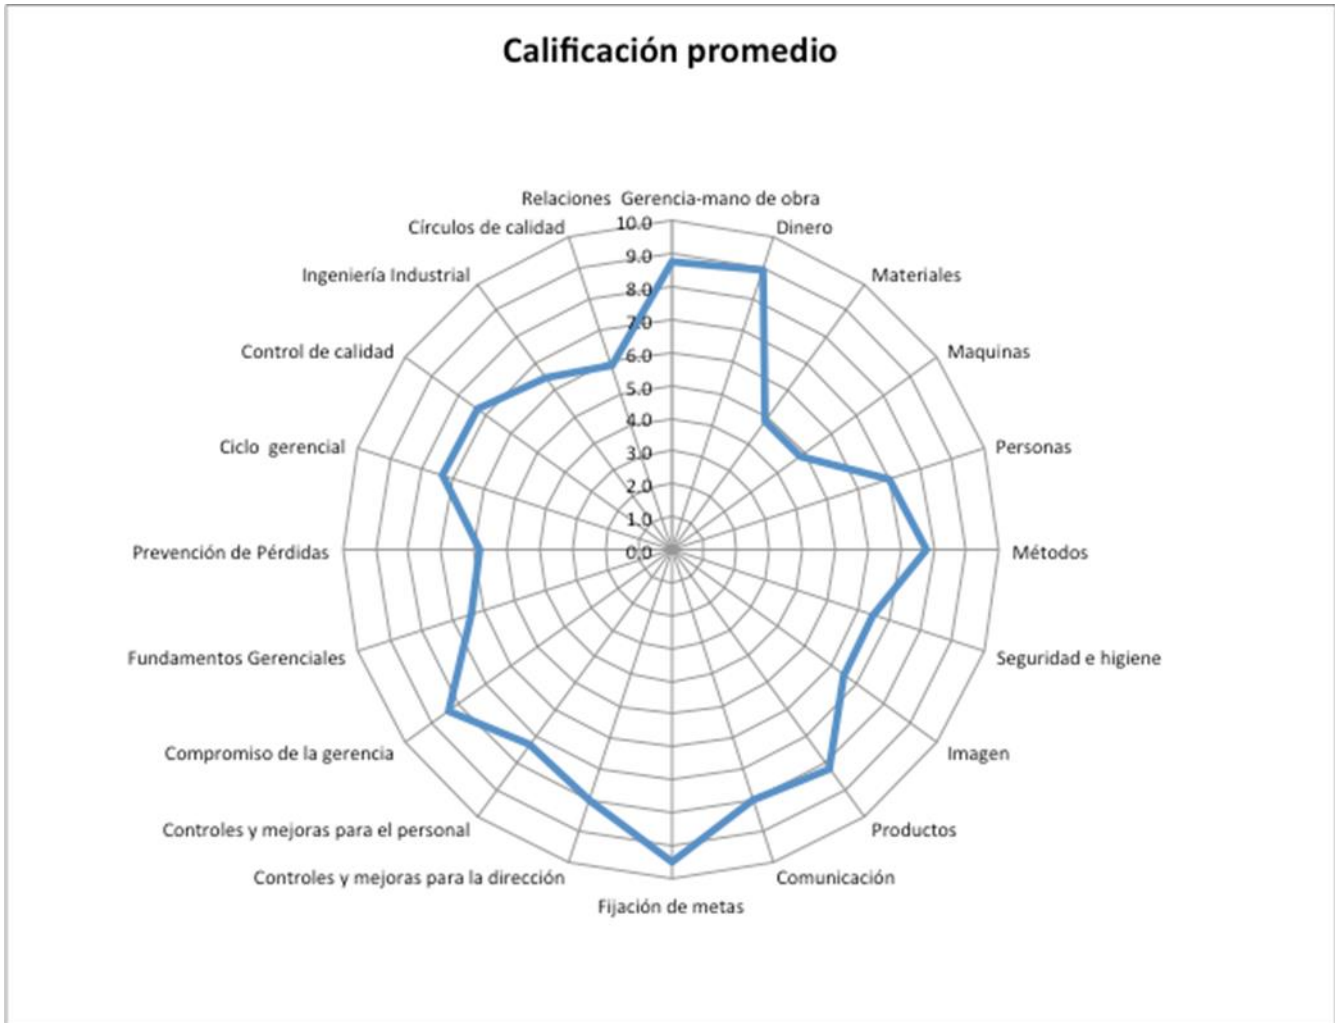 Calificación promedio
Relaciones  Gerencia-mano de obra
Dinero
Materiales
Maquinas
Personas
Métodos
Seguridad e higiene
Imagen
Productos
Comunicación
Fijación de metas
Controles y mejoras para la dirección
Controles y mejoras para el personal
Compromiso de la gerencia
Fundamentos Gerenciales
Prevención de Pérdidas
Ciclo  gerencial
Control de calidad
Ingeniería Industrial
Círculos de calidad
10.0
9.0
8.0
7.0
6.0
5.0
4.0
3.0
2.0
1.0
0.0